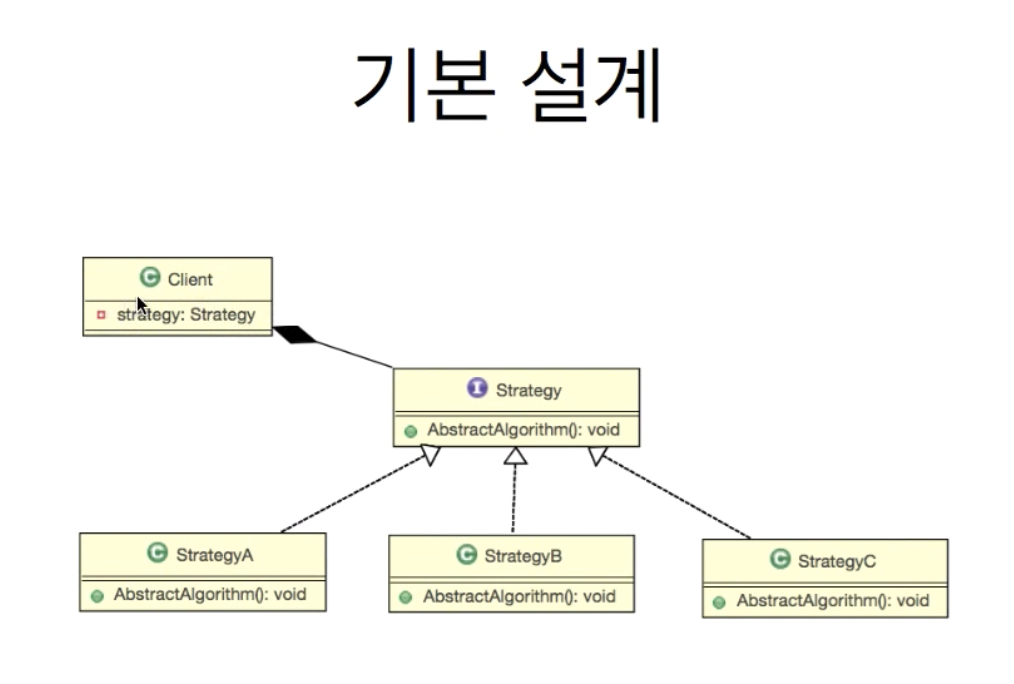 기본 설계
C Client
strategy: Strategy
I Strategy
AbstractAlgorithm(): void
C StrategyA
AbstractAlgorithm(): void
C StrategyB
AbstractAlgorithm(): void
C StrategyC
AbstractAlgorithm(): void